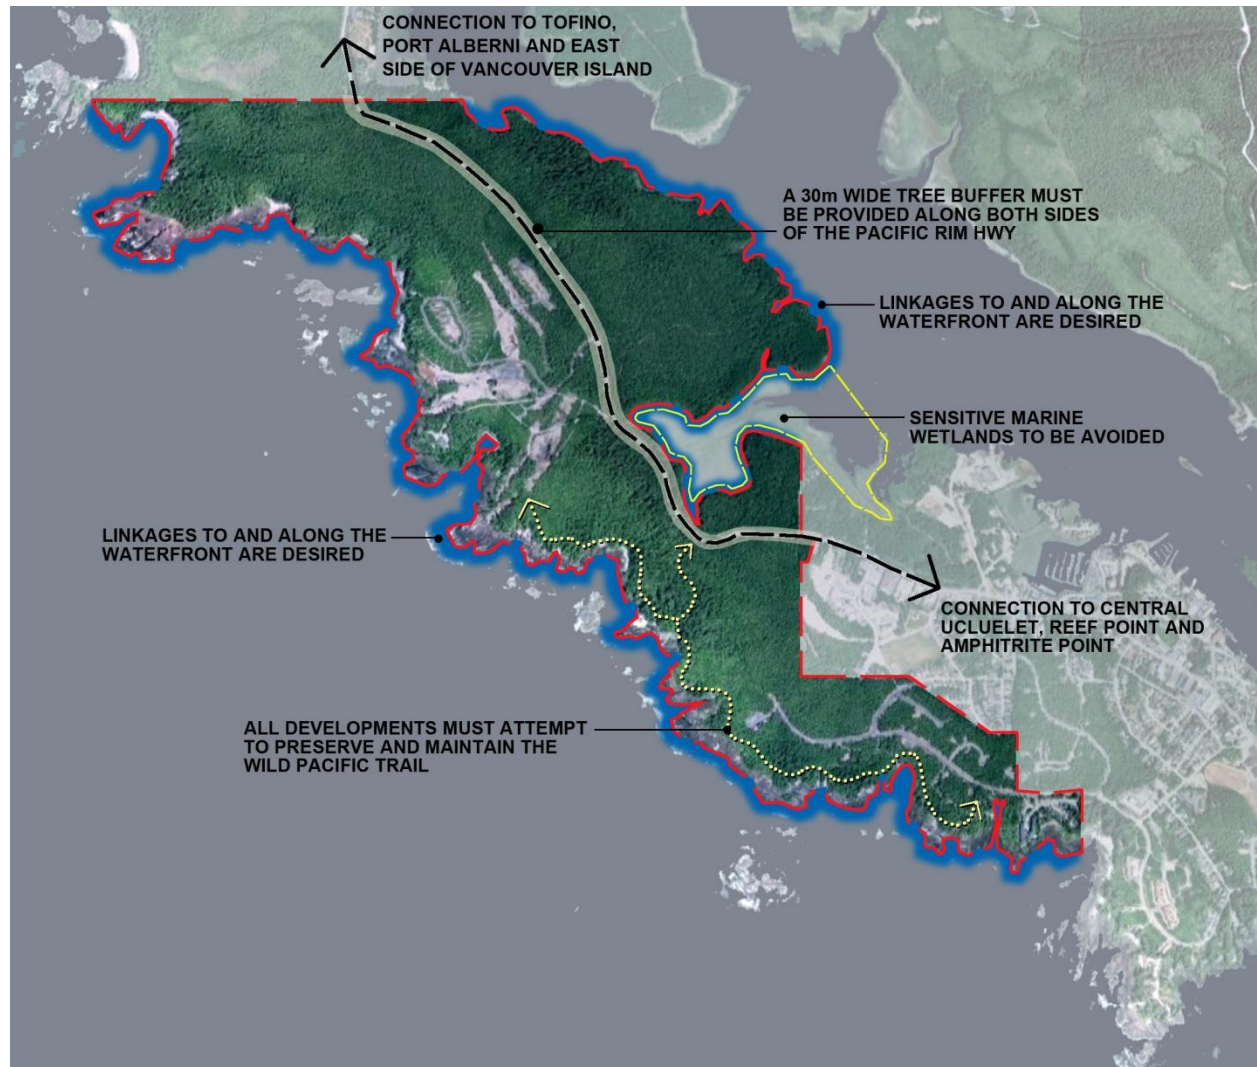 CONNECTION TO TOFINO,
PORT ALBERNI AND EAST
SIDE OF VANCOUVER ISLAND
A 30m WIDE TREE BUFFER MUST
BE PROVIDED ALONG BOTH SIDES
OF THE PACIFIC RIM HWY
LINKAGES TO AND ALONG THE
WATERFRONT ARE DESIRED
SENSITIVE MARINE
WETLANDS TO BE AVOIDED
LINKAGES TO AND ALONG THE
WATERFRONT ARE DESIRED
CONNECTION TO CENTRAL
UCLUELET, REEF POINT AND
AMPHITRITE POINT
ALL DEVELOPMENTS MUST ATTEMPT
TO PRESERVE AND MAINTAIN THE
WILD PACIFIC TRAIL